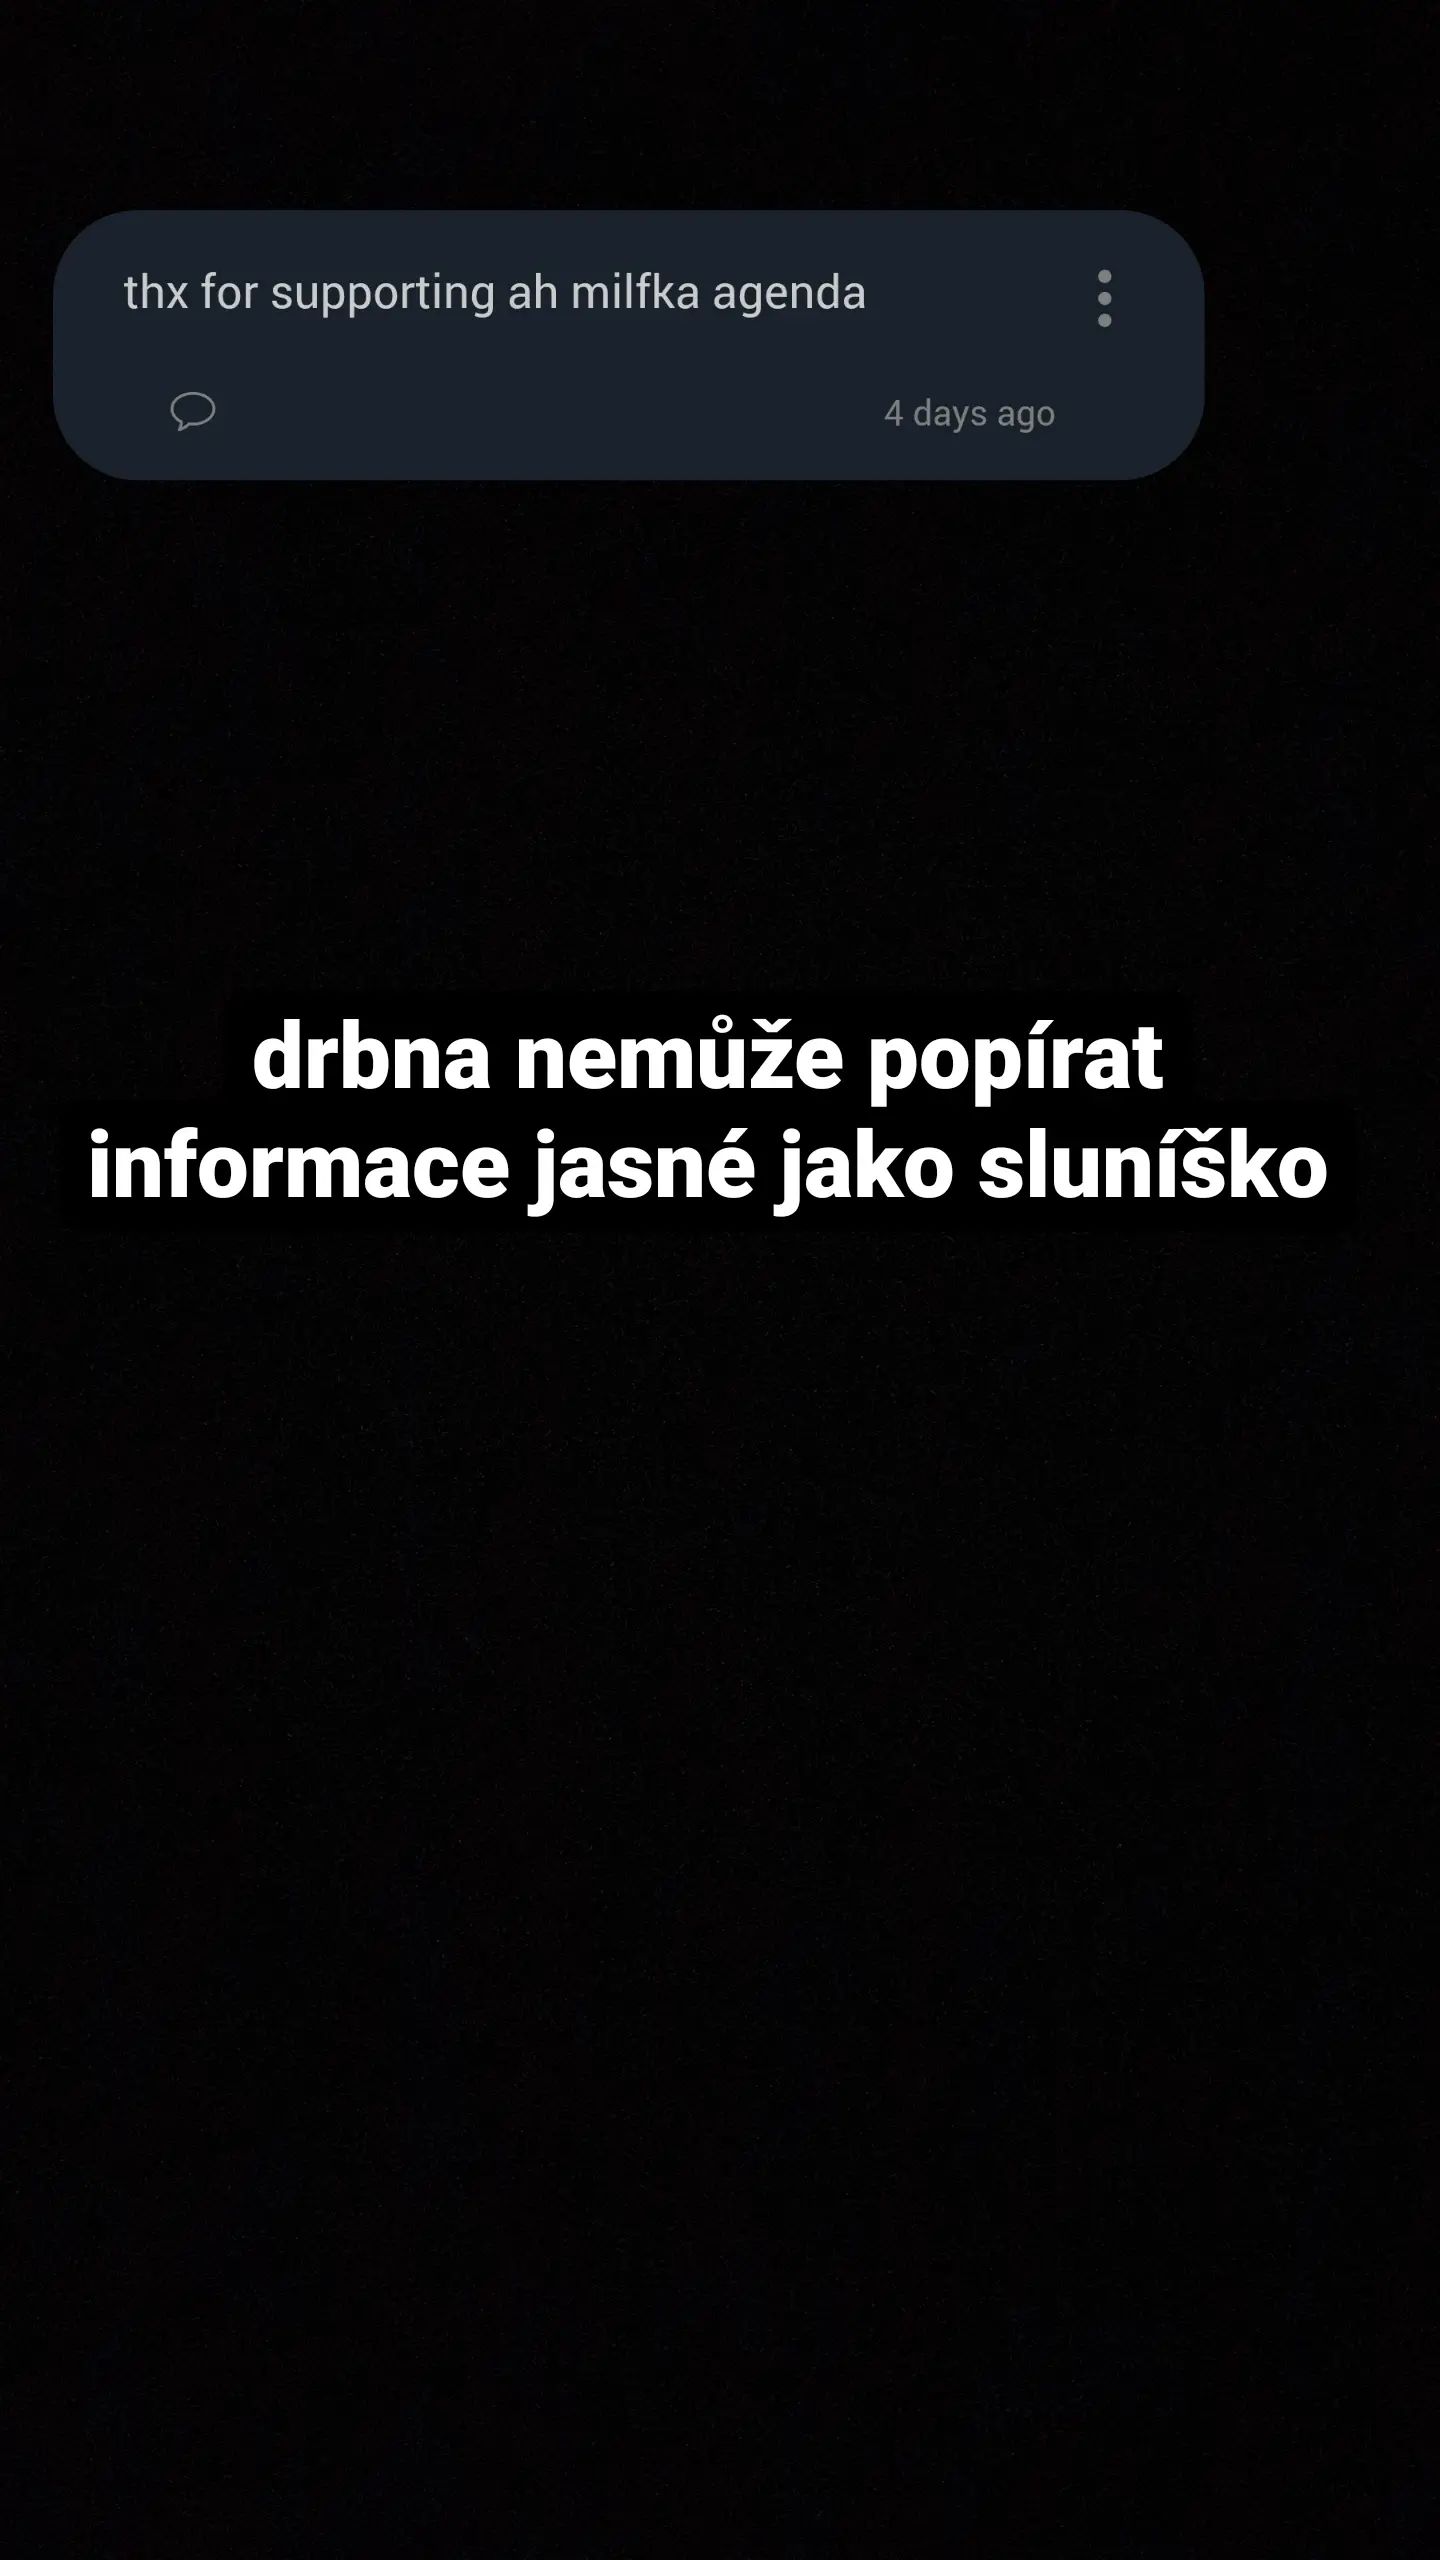 thx for supporting ah milfka agenda
4 days ago
drbna nemůže popírat
informace jasné jako sluníško